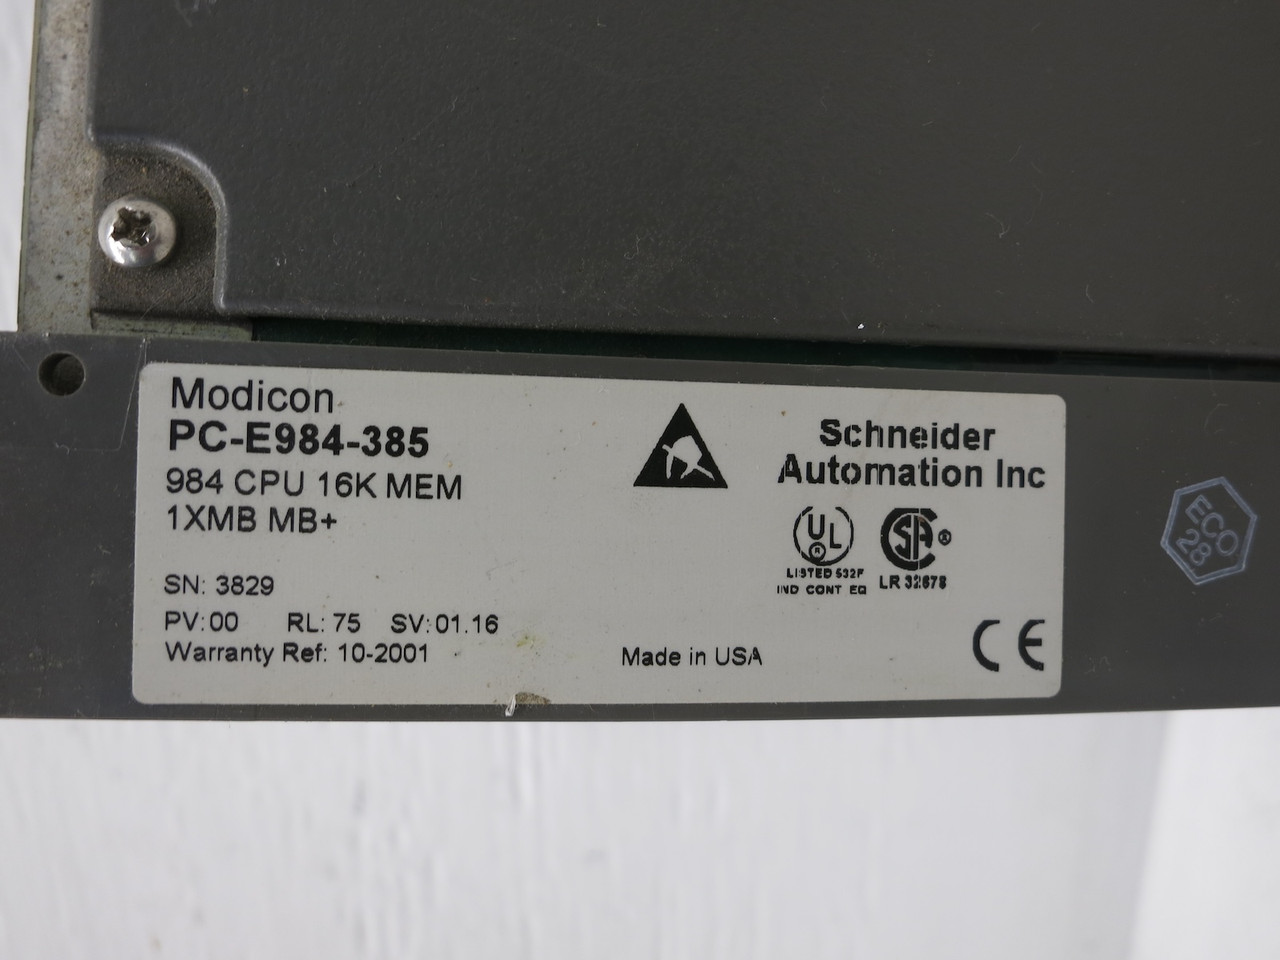 Modicon
PC-E984-385
984 CPU 16K MEM
1XMB MB+
SN: 3829
PV:00 RL: 75 SV: 01.16
Warranty Ref: 10-2001
Made in USA
Schneider
Automation Inc
UL ®
LISTED 532F
IND CONT EQ
SA ®
LR 32678
CE
ECO
28